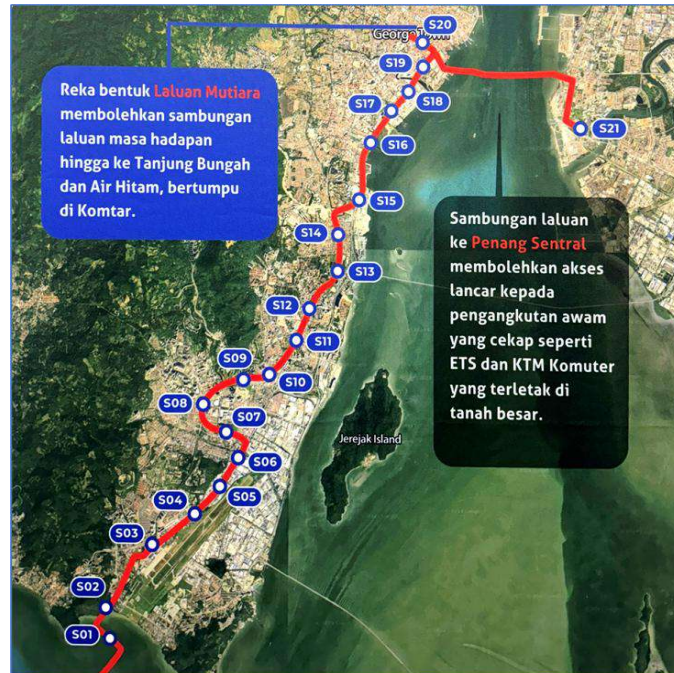 S20
George Town
S19
S18
S17
S16
S21
Reka bentuk Laluan Mutiara
membolehkan sambungan
laluan masa hadapan
hingga ke Tanjung Bungah
dan Air Hitam, bertumpu
di Komtar.
S15
S14
S13
Sambungan laluan
ke Penang Sentral
membolehkan akses
lancar kepada
pengangkutan awam
yang cekap seperti
ETS dan KTM Komuter
yang terletak di
tanah besar.
S12
S11
S09
S10
S08
S07
Jerejak Island
S06
S05
S04
S03
S02
S01